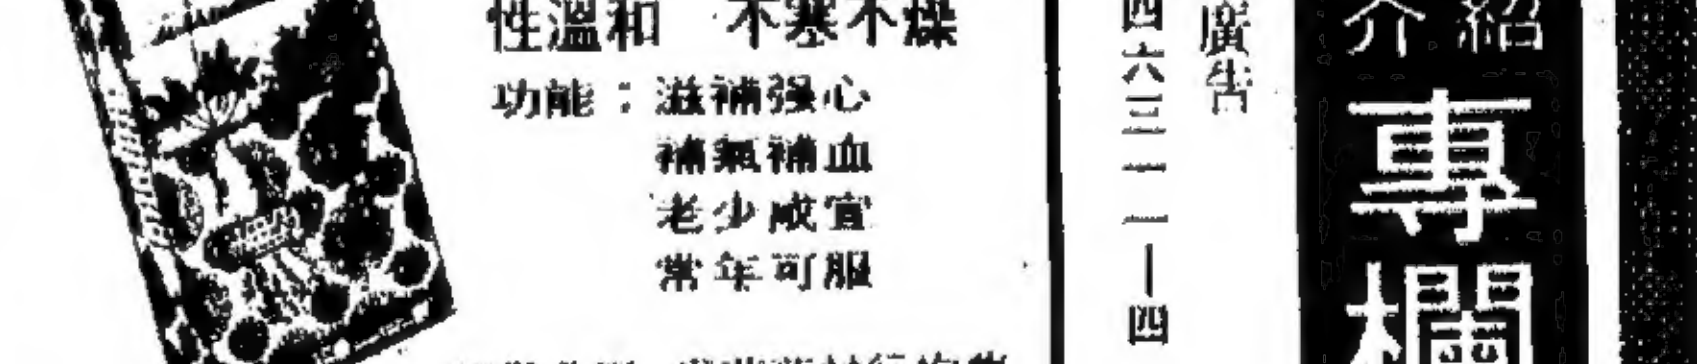 性溫和 不寒不燥
功能：滋補强心
補氣補血
老少咸宜
常年可服
廣告
四六三一一—四
介紹
專欄